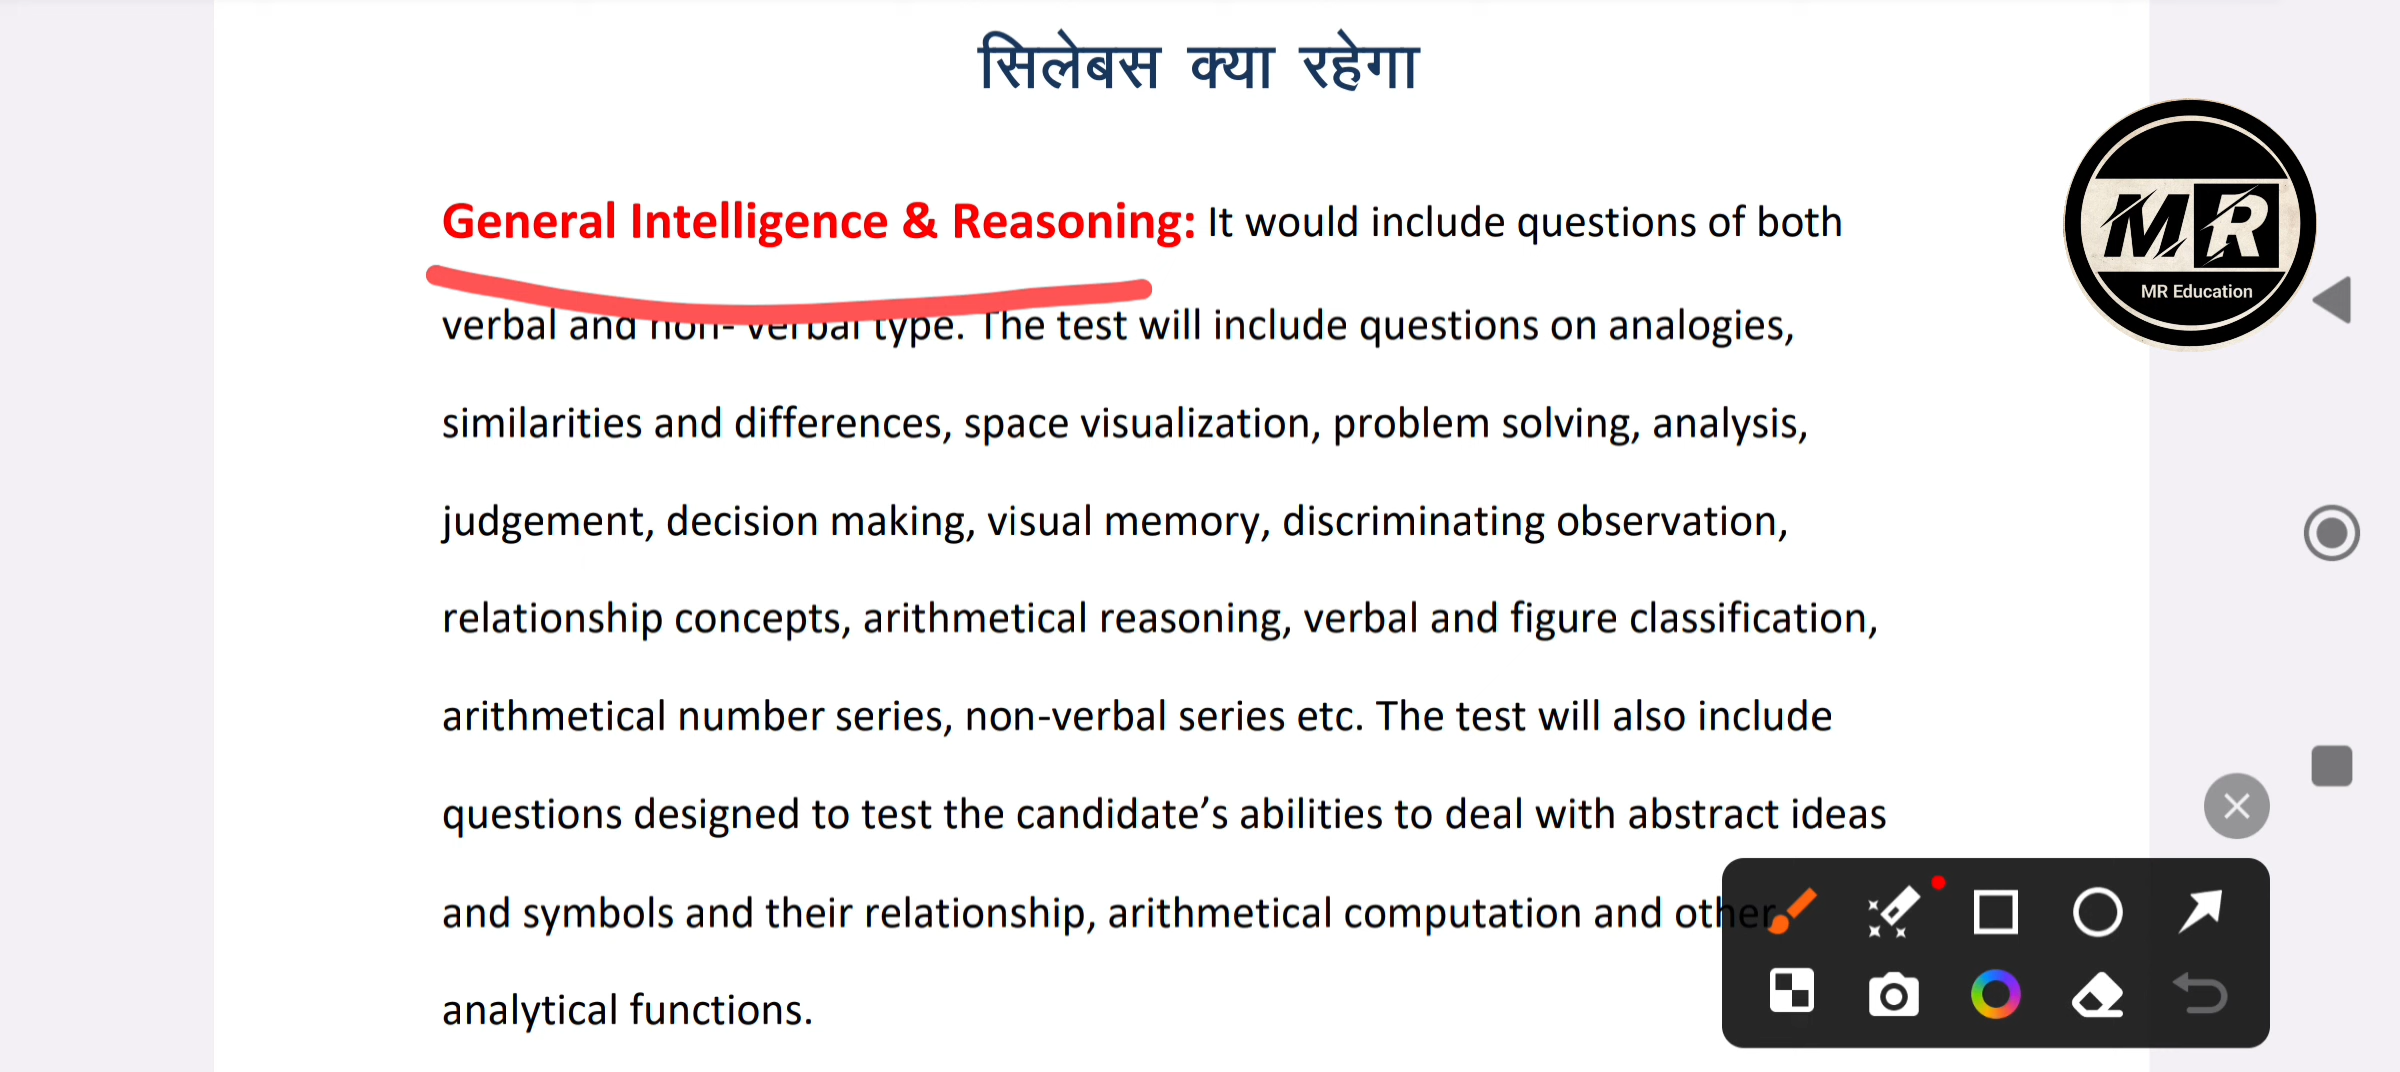 सिलेबस क्या रहेगा
General Intelligence & Reasoning: It would include questions of both
verbal and non- verbal type. The test will include questions on analogies,
similarities and differences, space visualization, problem solving, analysis,
judgement, decision making, visual memory, discriminating observation,
relationship concepts, arithmetical reasoning, verbal and figure classification,
arithmetical number series, non-verbal series etc. The test will also include
questions designed to test the candidate’s abilities to deal with abstract ideas
and symbols and their relationship, arithmetical computation and other
analytical functions.
MR
MR Education